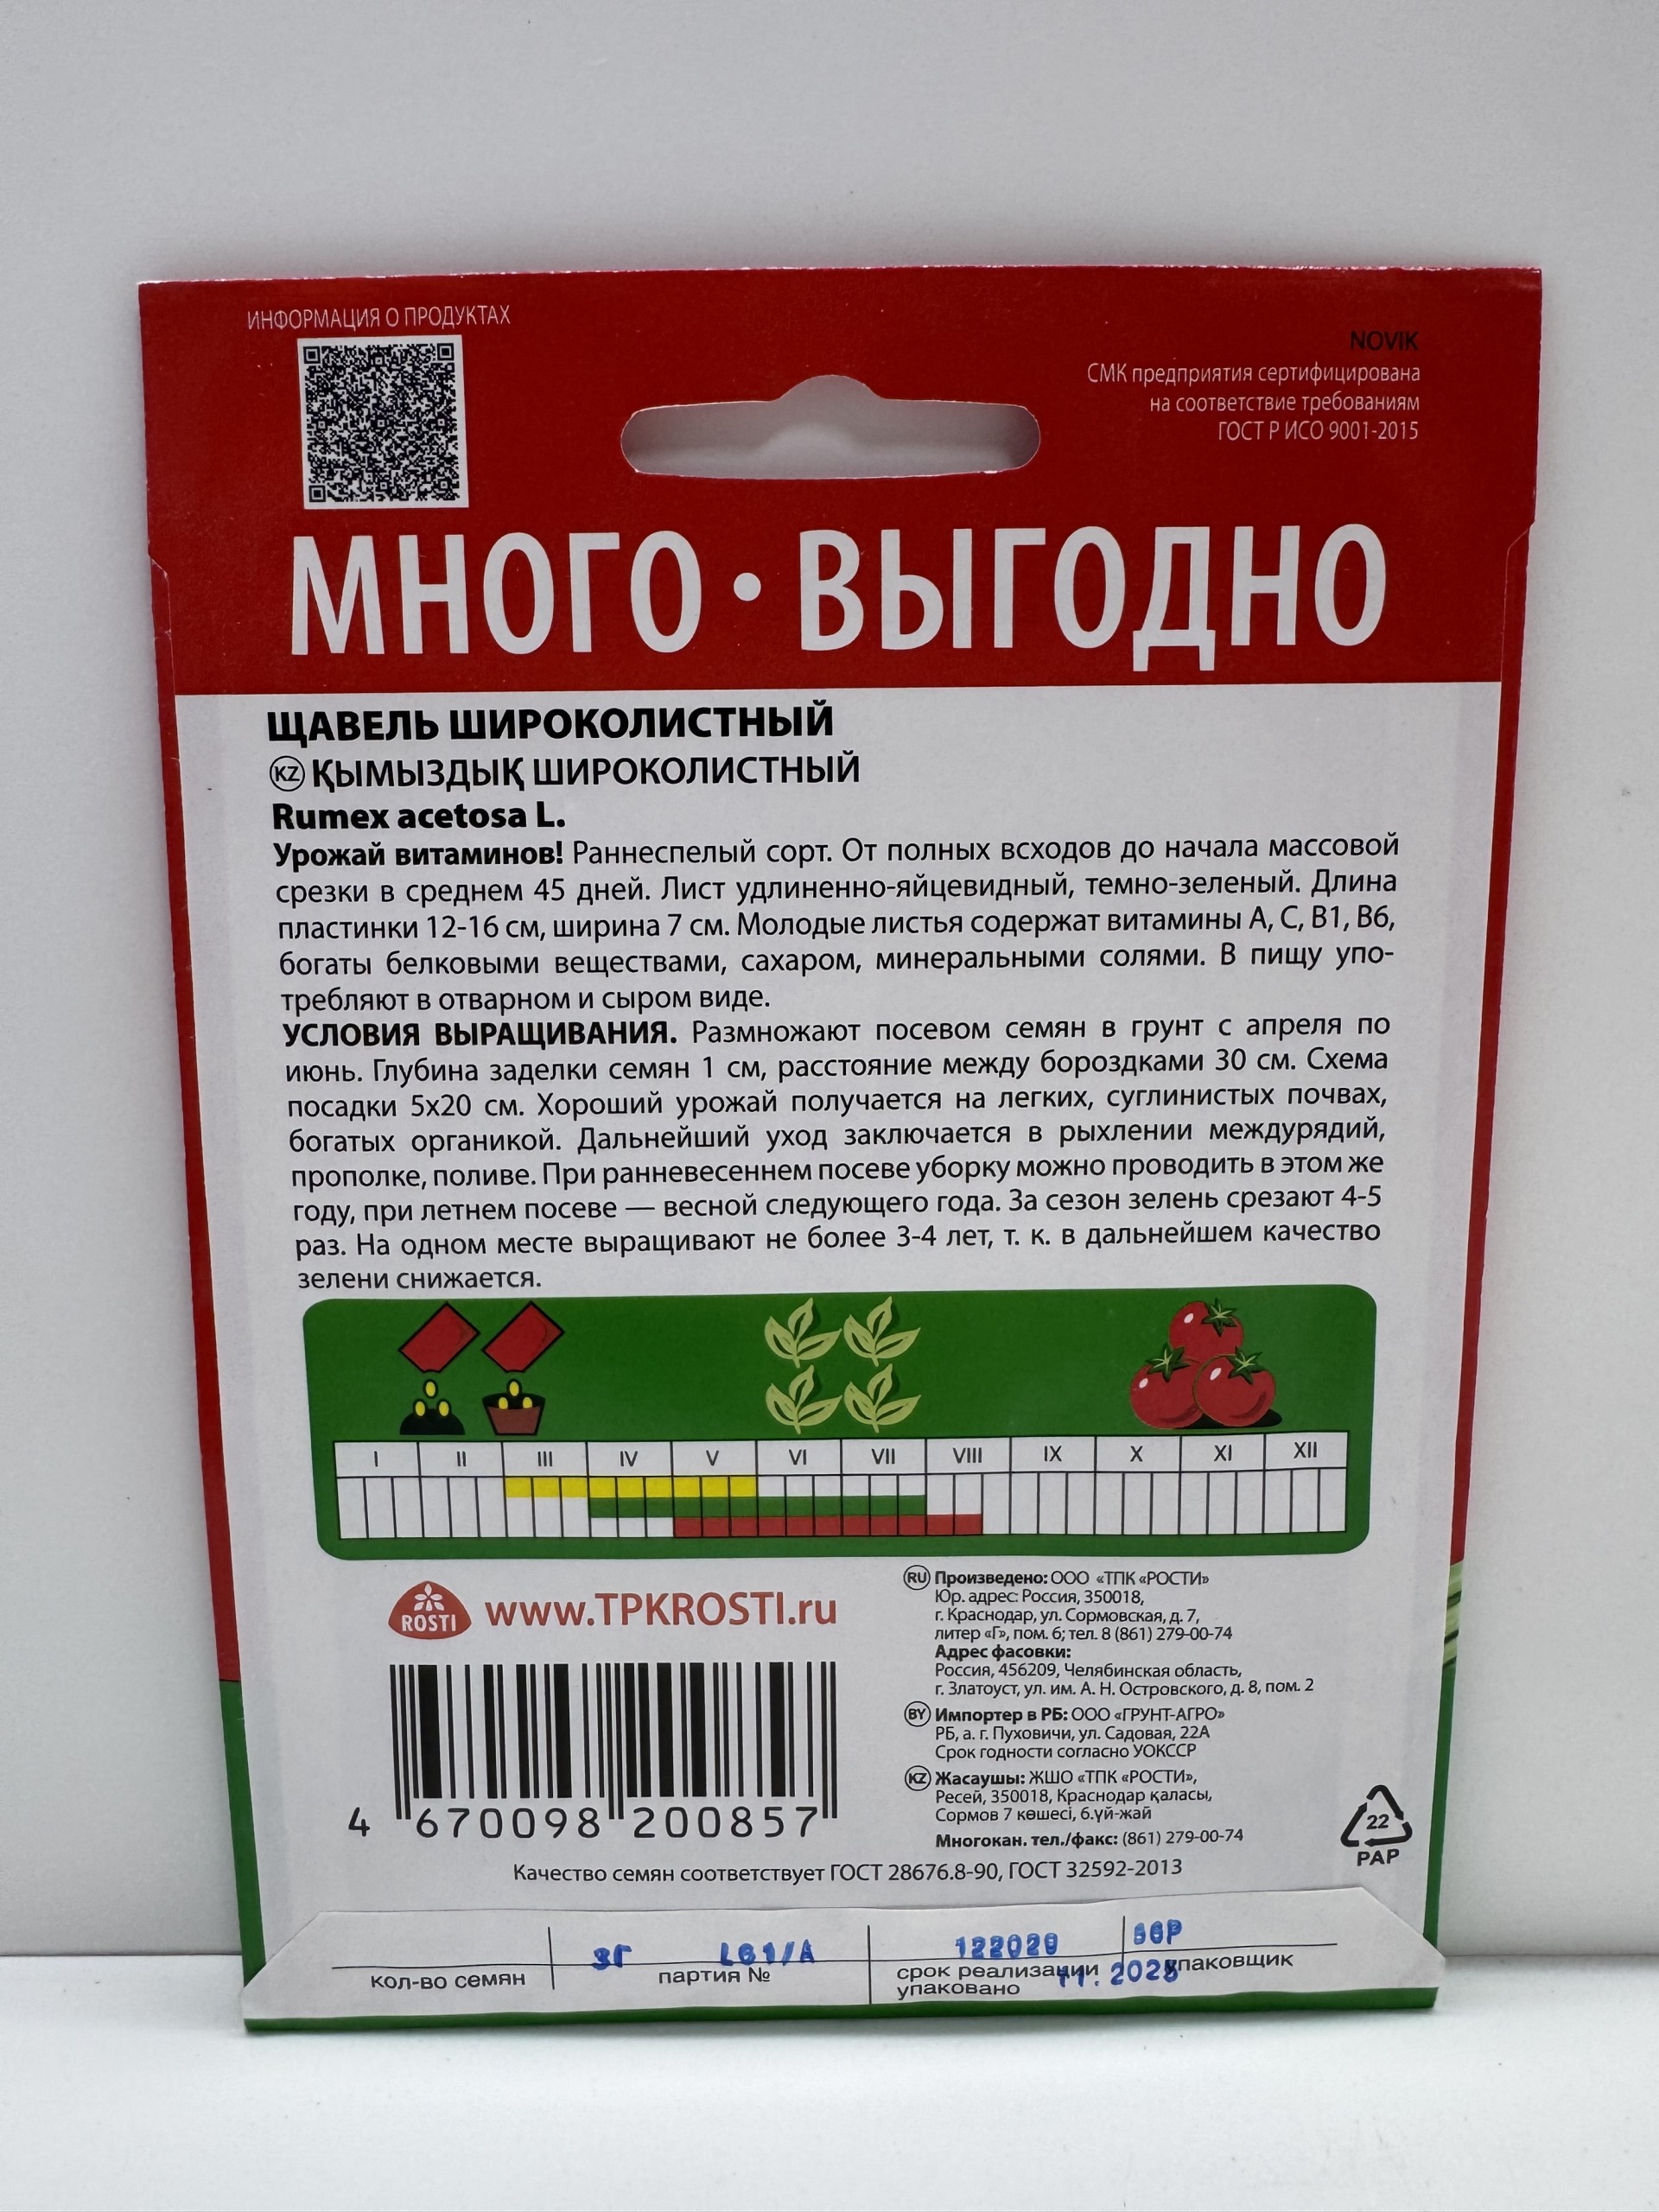 ИНФОРМАЦИЯ О ПРОДУКТАХ
NOVIK
СМК предприятия сертифицирована
на соответствие требованиям
ГОСТ Р ИСО 9001-2015
МНОГО • ВЫГОДНО
ЩАВЕЛЬ ШИРОКОЛИСТНЫЙ
KZ ҚЫМЫЗДЫҚ ШИРОКОЛИСТНЫЙ
Rumex acetosa L.
Урожай витаминов! Раннеспелый сорт. От полных всходов до начала массовой
срезки в среднем 45 дней. Лист удлиненно-яйцевидный, темно-зеленый. Длина
пластинки 12-16 см, ширина 7 см. Молодые листья содержат витамины А, С, В1, В6,
богаты белковыми веществами, сахаром, минеральными солями. В пищу упо-
требляют в отварном и сыром виде.
УСЛОВИЯ ВЫРАЩИВАНИЯ. Размножают посевом семян в грунт с апреля по
июнь. Глубина заделки семян 1 см, расстояние между бороздками 30 см. Схема
посадки 5х20 см. Хороший урожай получается на легких, суглинистых почвах,
богатых органикой. Дальнейший уход заключается в рыхлении междурядий,
прополке, поливе. При ранневесеннем посеве уборку можно проводить в этом же
году, при летнем посеве — весной следующего года. За сезон зелень срезают 4-5
раз. На одном месте выращивают не более 3-4 лет, т. к. в дальнейшем качество
зелени снижается.
I II III IV V VI VII VIII IX X XI XII
ROSTI www.TPKROSTI.ru
RU Произведено: ООО «ТПК «РОСТИ»
Юр. адрес: Россия, 350018,
г. Краснодар, ул. Сормовская, д. 7,
литер «Г», пом. 6; тел. 8 (861) 279-00-74
Адрес фасовки:
Россия, 456209, Челябинская область,
г. Златоуст, ул. им. А. Н. Островского, д. 8, пом. 2
BY Импортер в РБ: ООО «ГРУНТ-АГРО»
РБ, а. г. Пуховичи, ул. Садовая, 22А
Срок годности согласно УОКССР
KZ Жасаушы: ЖШО «ТПК «РОСТИ»,
Ресей, 350018, Краснодар қаласы,
Сормов 7 көшесі, 6.үй-жай
Многокан. тел./факс: (861) 279-00-74
4 670098 200857
22
PAP
Качество семян соответствует ГОСТ 28676.8-90, ГОСТ 32592-2013
3Г L61/A 122029
кол-во семян партия № срок реализации упаковщик
упаковано